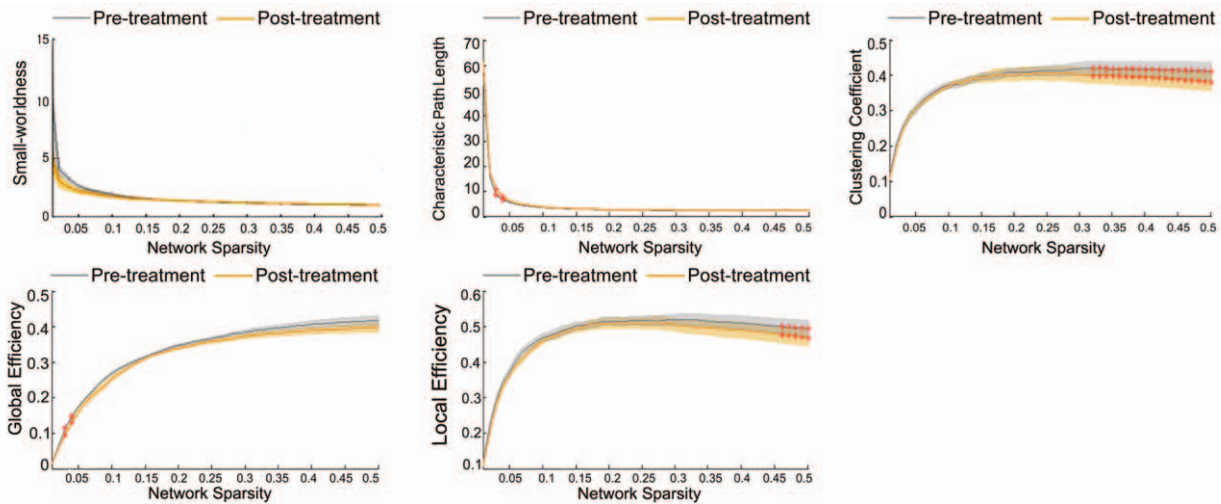 Pre-treatment Post-treatment
15
10
5
0
0.05 0.1 0.15 0.2 0.25 0.3 0.35 0.4 0.45 0.5
Small-worldness
Network Sparsity
Pre-treatment Post-treatment
70
60
50
40
30
20
10
0
0.05 0.1 0.15 0.2 0.25 0.3 0.35 0.4 0.45 0.5
Characteristic Path Length
Network Sparsity
Pre-treatment Post-treatment
0.5
0.4
0.3
0.2
0.1
0
0.05 0.1 0.15 0.2 0.25 0.3 0.35 0.4 0.45 0.5
Clustering Coefficient
Network Sparsity
Pre-treatment Post-treatment
0.5
0.4
0.3
0.2
0.1
0
0.05 0.1 0.15 0.2 0.25 0.3 0.35 0.4 0.45 0.5
Global Efficiency
Network Sparsity
Pre-treatment Post-treatment
0.6
0.5
0.4
0.3
0.2
0.1
0.05 0.1 0.15 0.2 0.25 0.3 0.35 0.4 0.45 0.5
Local Efficiency
Network Sparsity